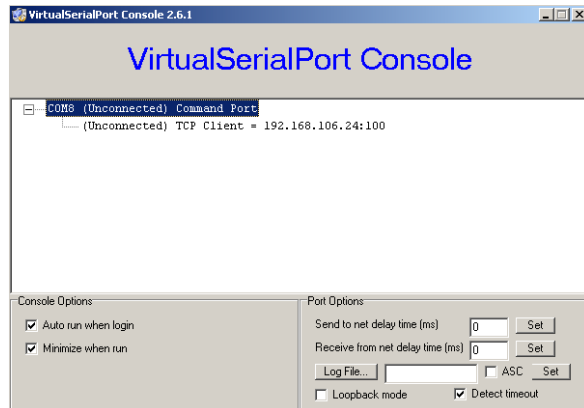 VirtualSerialPort Console 2.6.1
VirtualSerialPort Console
COM8 (Unconnected) Command Port
(Unconnected) TCP Client = 192.168.106.24:100
Console Options
Auto run when login
Minimize when run
Port Options
Send to net delay time (ms) 0 Set
Receive from net delay time (ms) 0 Set
Log File... ASC Set
Loopback mode Detect timeout